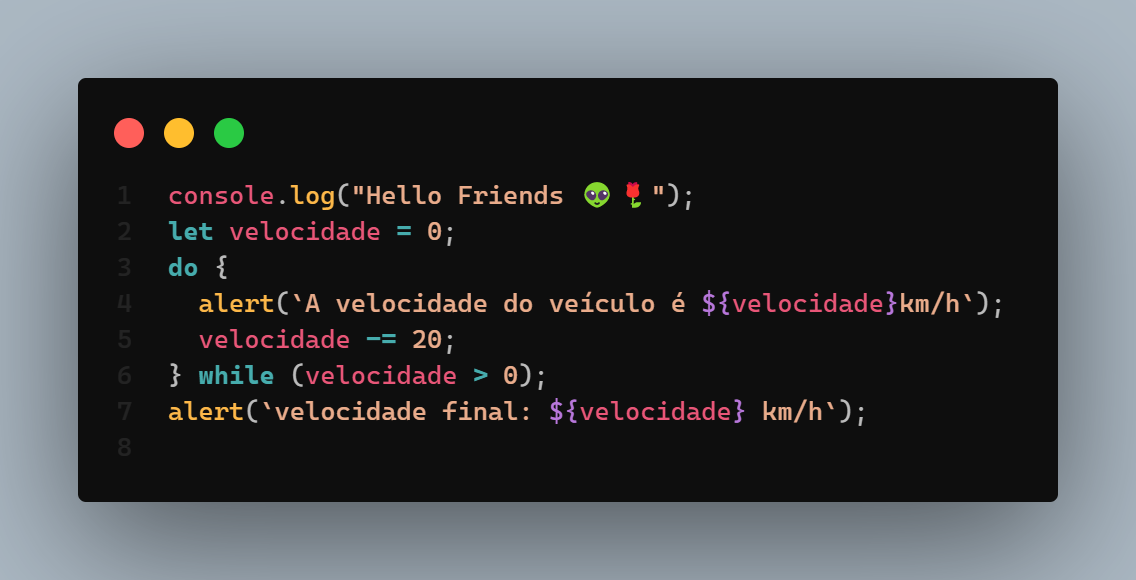 1 console.log("Hello Friends 👽🌹");
2 let velocidade = 0;
3 do {
4   alert(`A velocidade do veículo é ${velocidade}km/h`);
5   velocidade -= 20;
6 } while (velocidade > 0);
7 alert(`velocidade final: ${velocidade} km/h`);
8